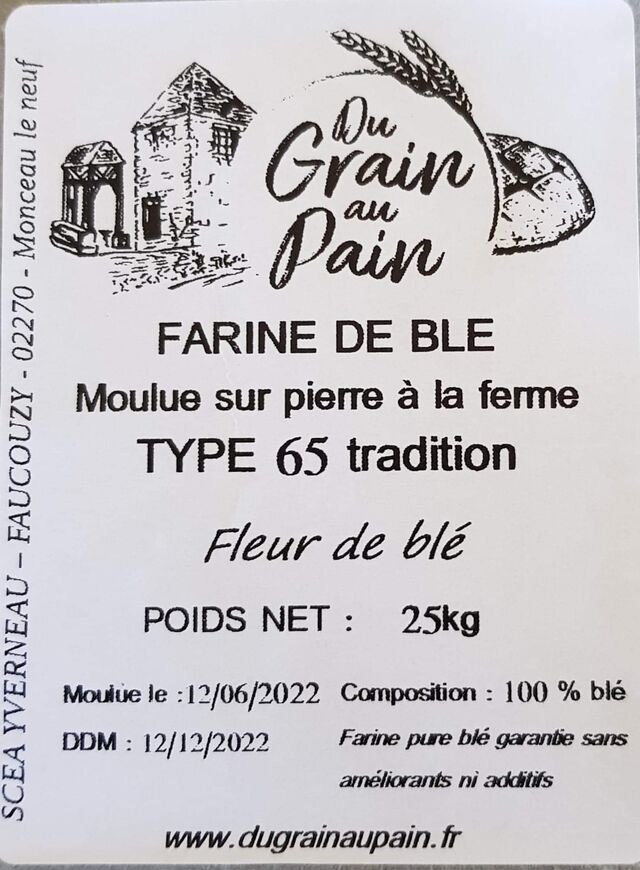 Du
Grain
au
Pain
FARINE DE BLE
Moulue sur pierre à la ferme
TYPE 65 tradition
Fleur de blé
POIDS NET : 25kg
Moulue le :12/06/2022 Composition : 100 % blé
DDM : 12/12/2022 Farine pure blé garantie sans
améliorants ni additifs
www.dugrainaupain.fr
SCEA YVERNEAU – FAUCOUZY - 02270 - Monceau le neuf